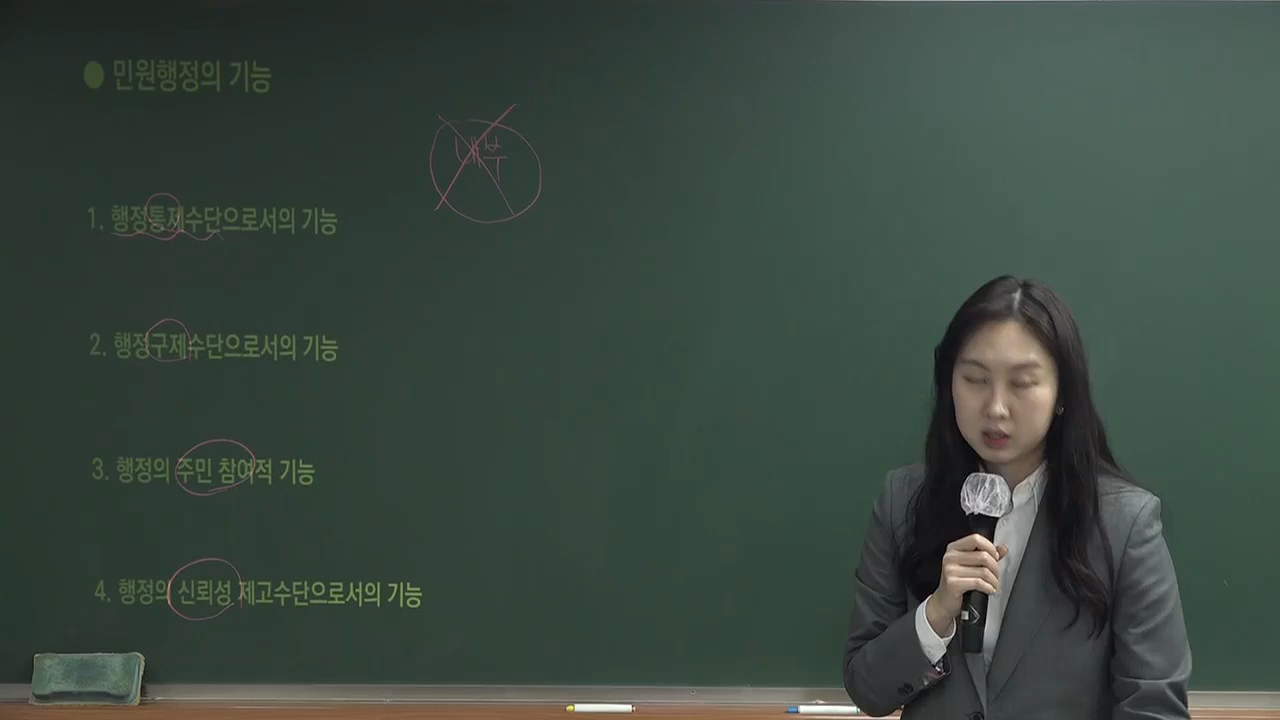 ● 민원행정의 기능
내부
1. 행정통제수단으로서의 기능
2. 행정구제수단으로서의 기능
3. 행정의 주민 참여적 기능
4. 행정의 신뢰성 제고수단으로서의 기능